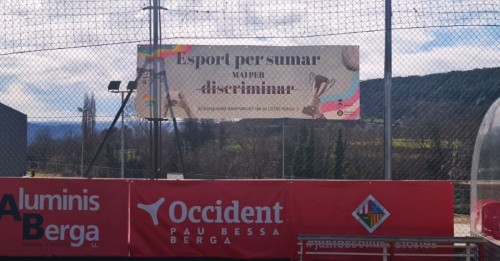 Esport per sumar
MAI PER
discriminar
Aluminis
Berga
Occident
PAU BESSA
BERGA